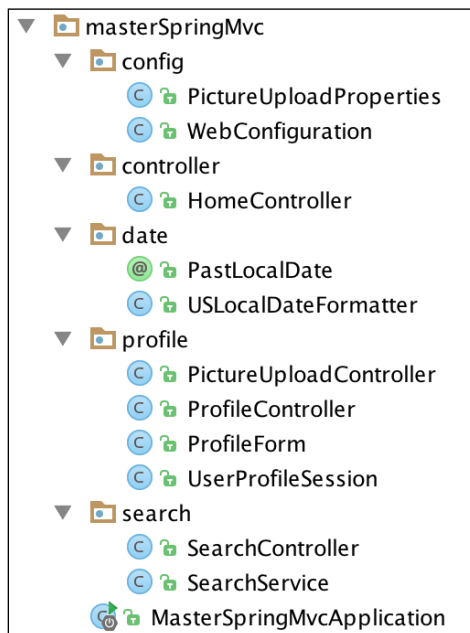 masterSpringMvc
config
PictureUploadProperties
WebConfiguration
controller
HomeController
date
PastLocalDate
USLocalDateFormatter
profile
PictureUploadController
ProfileController
ProfileForm
UserProfileSession
search
SearchController
SearchService
MasterSpringMvcApplication